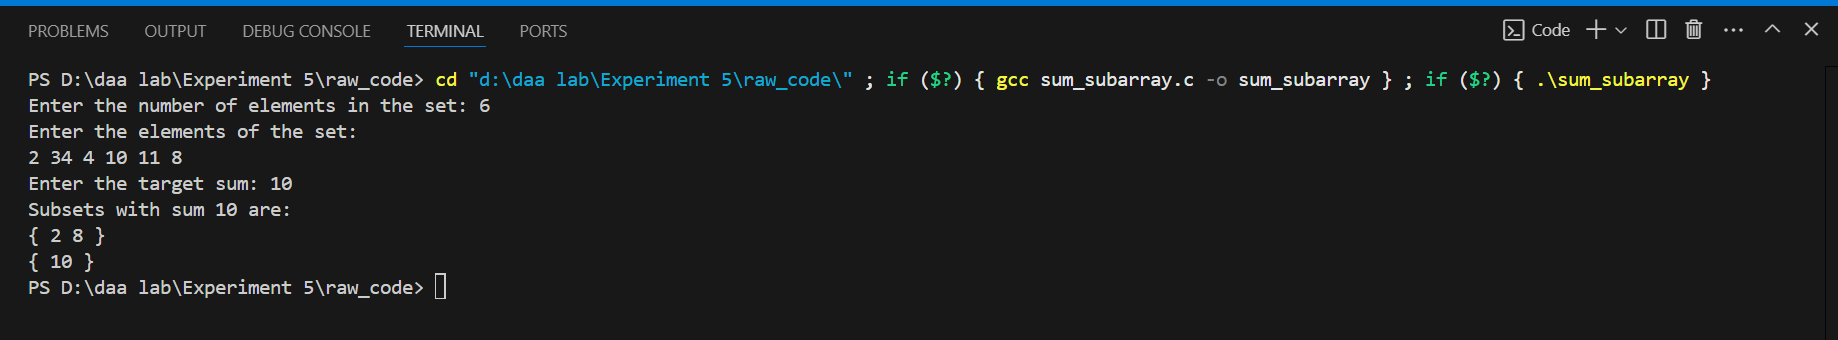 PROBLEMS OUTPUT DEBUG CONSOLE TERMINAL PORTS Code
PS D:\daa lab\Experiment 5\raw_code> cd "d:\daa lab\Experiment 5\raw_code\" ; if ($?) { gcc sum_subarray.c -o sum_subarray } ; if ($?) { .\sum_subarray }
Enter the number of elements in the set: 6
Enter the elements of the set:
2 34 4 10 11 8
Enter the target sum: 10
Subsets with sum 10 are:
{ 2 8 }
{ 10 }
PS D:\daa lab\Experiment 5\raw_code>